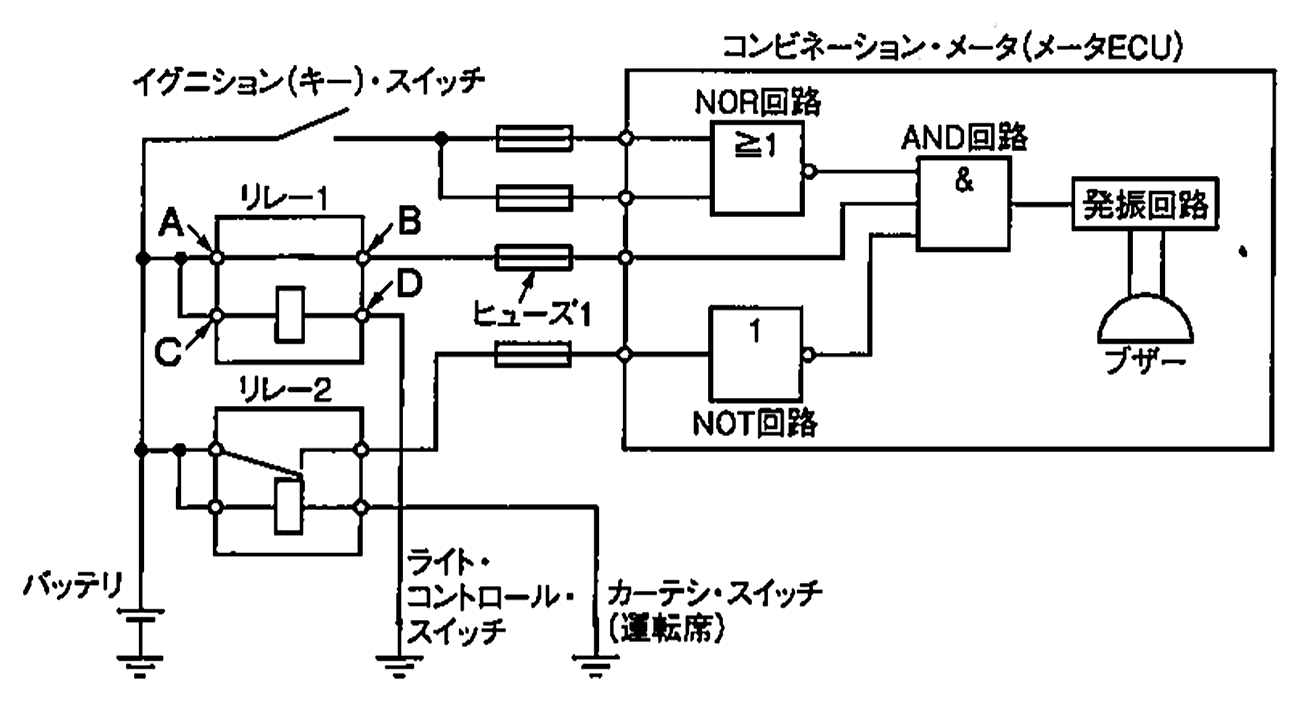 コンビネーション・メータ(メータECU)
イグニション(キー)・スイッチ
NOR回路
≧1
AND回路
&
リレー1
発振回路
A
B
D
ヒューズ1
C
1
ブザー
リレー2
NOT回路
バッテリ
ライト・
コントロール・
スイッチ
カーテシ・スイッチ
(運転席)